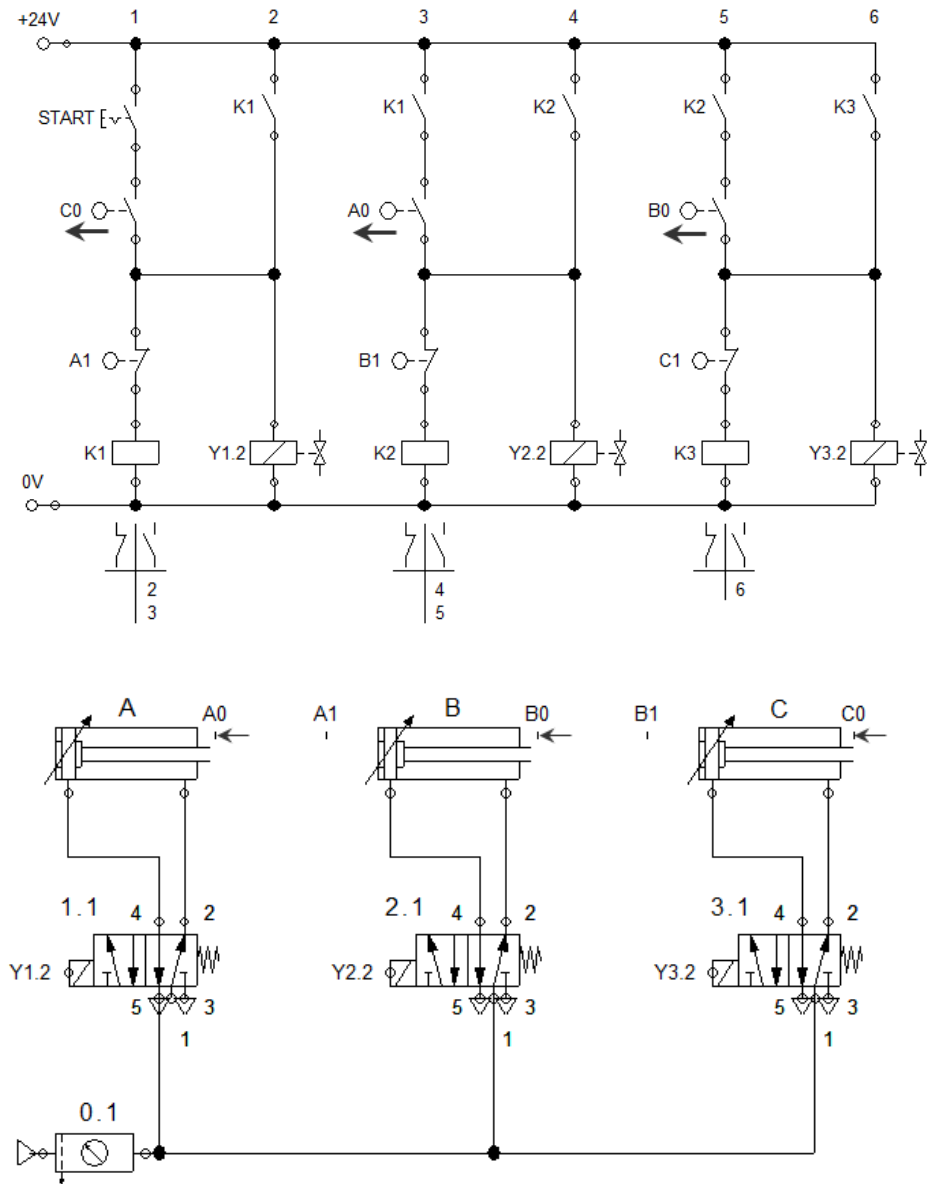 +24V 1 2 3 4 5 6
START K1 K1 K2 K2 K3
C0 A0 B0
A1 B1 C1
K1 Y1.2 K2 Y2.2 K3 Y3.2
0V
2 4 6
3 5
A A0 A1 B B0 B1 C C0
1.1 4 2 2.1 4 2 3.1 4 2
Y1.2 Y2.2 Y3.2
5 3 5 3 5 3
1 1 1
0.1